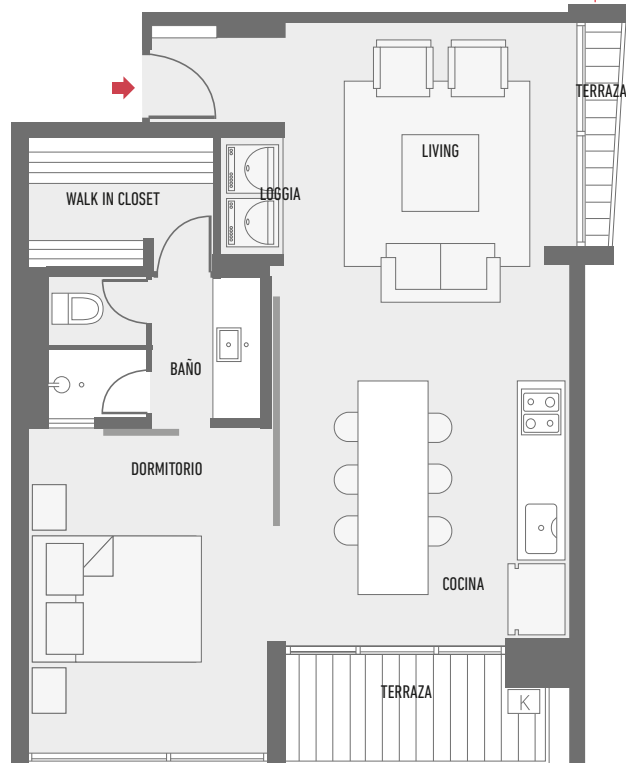 TERRAZA
LIVING
WALK IN CLOSET
LOGGIA
BAÑO
DORMITORIO
COCINA
TERRAZA
K